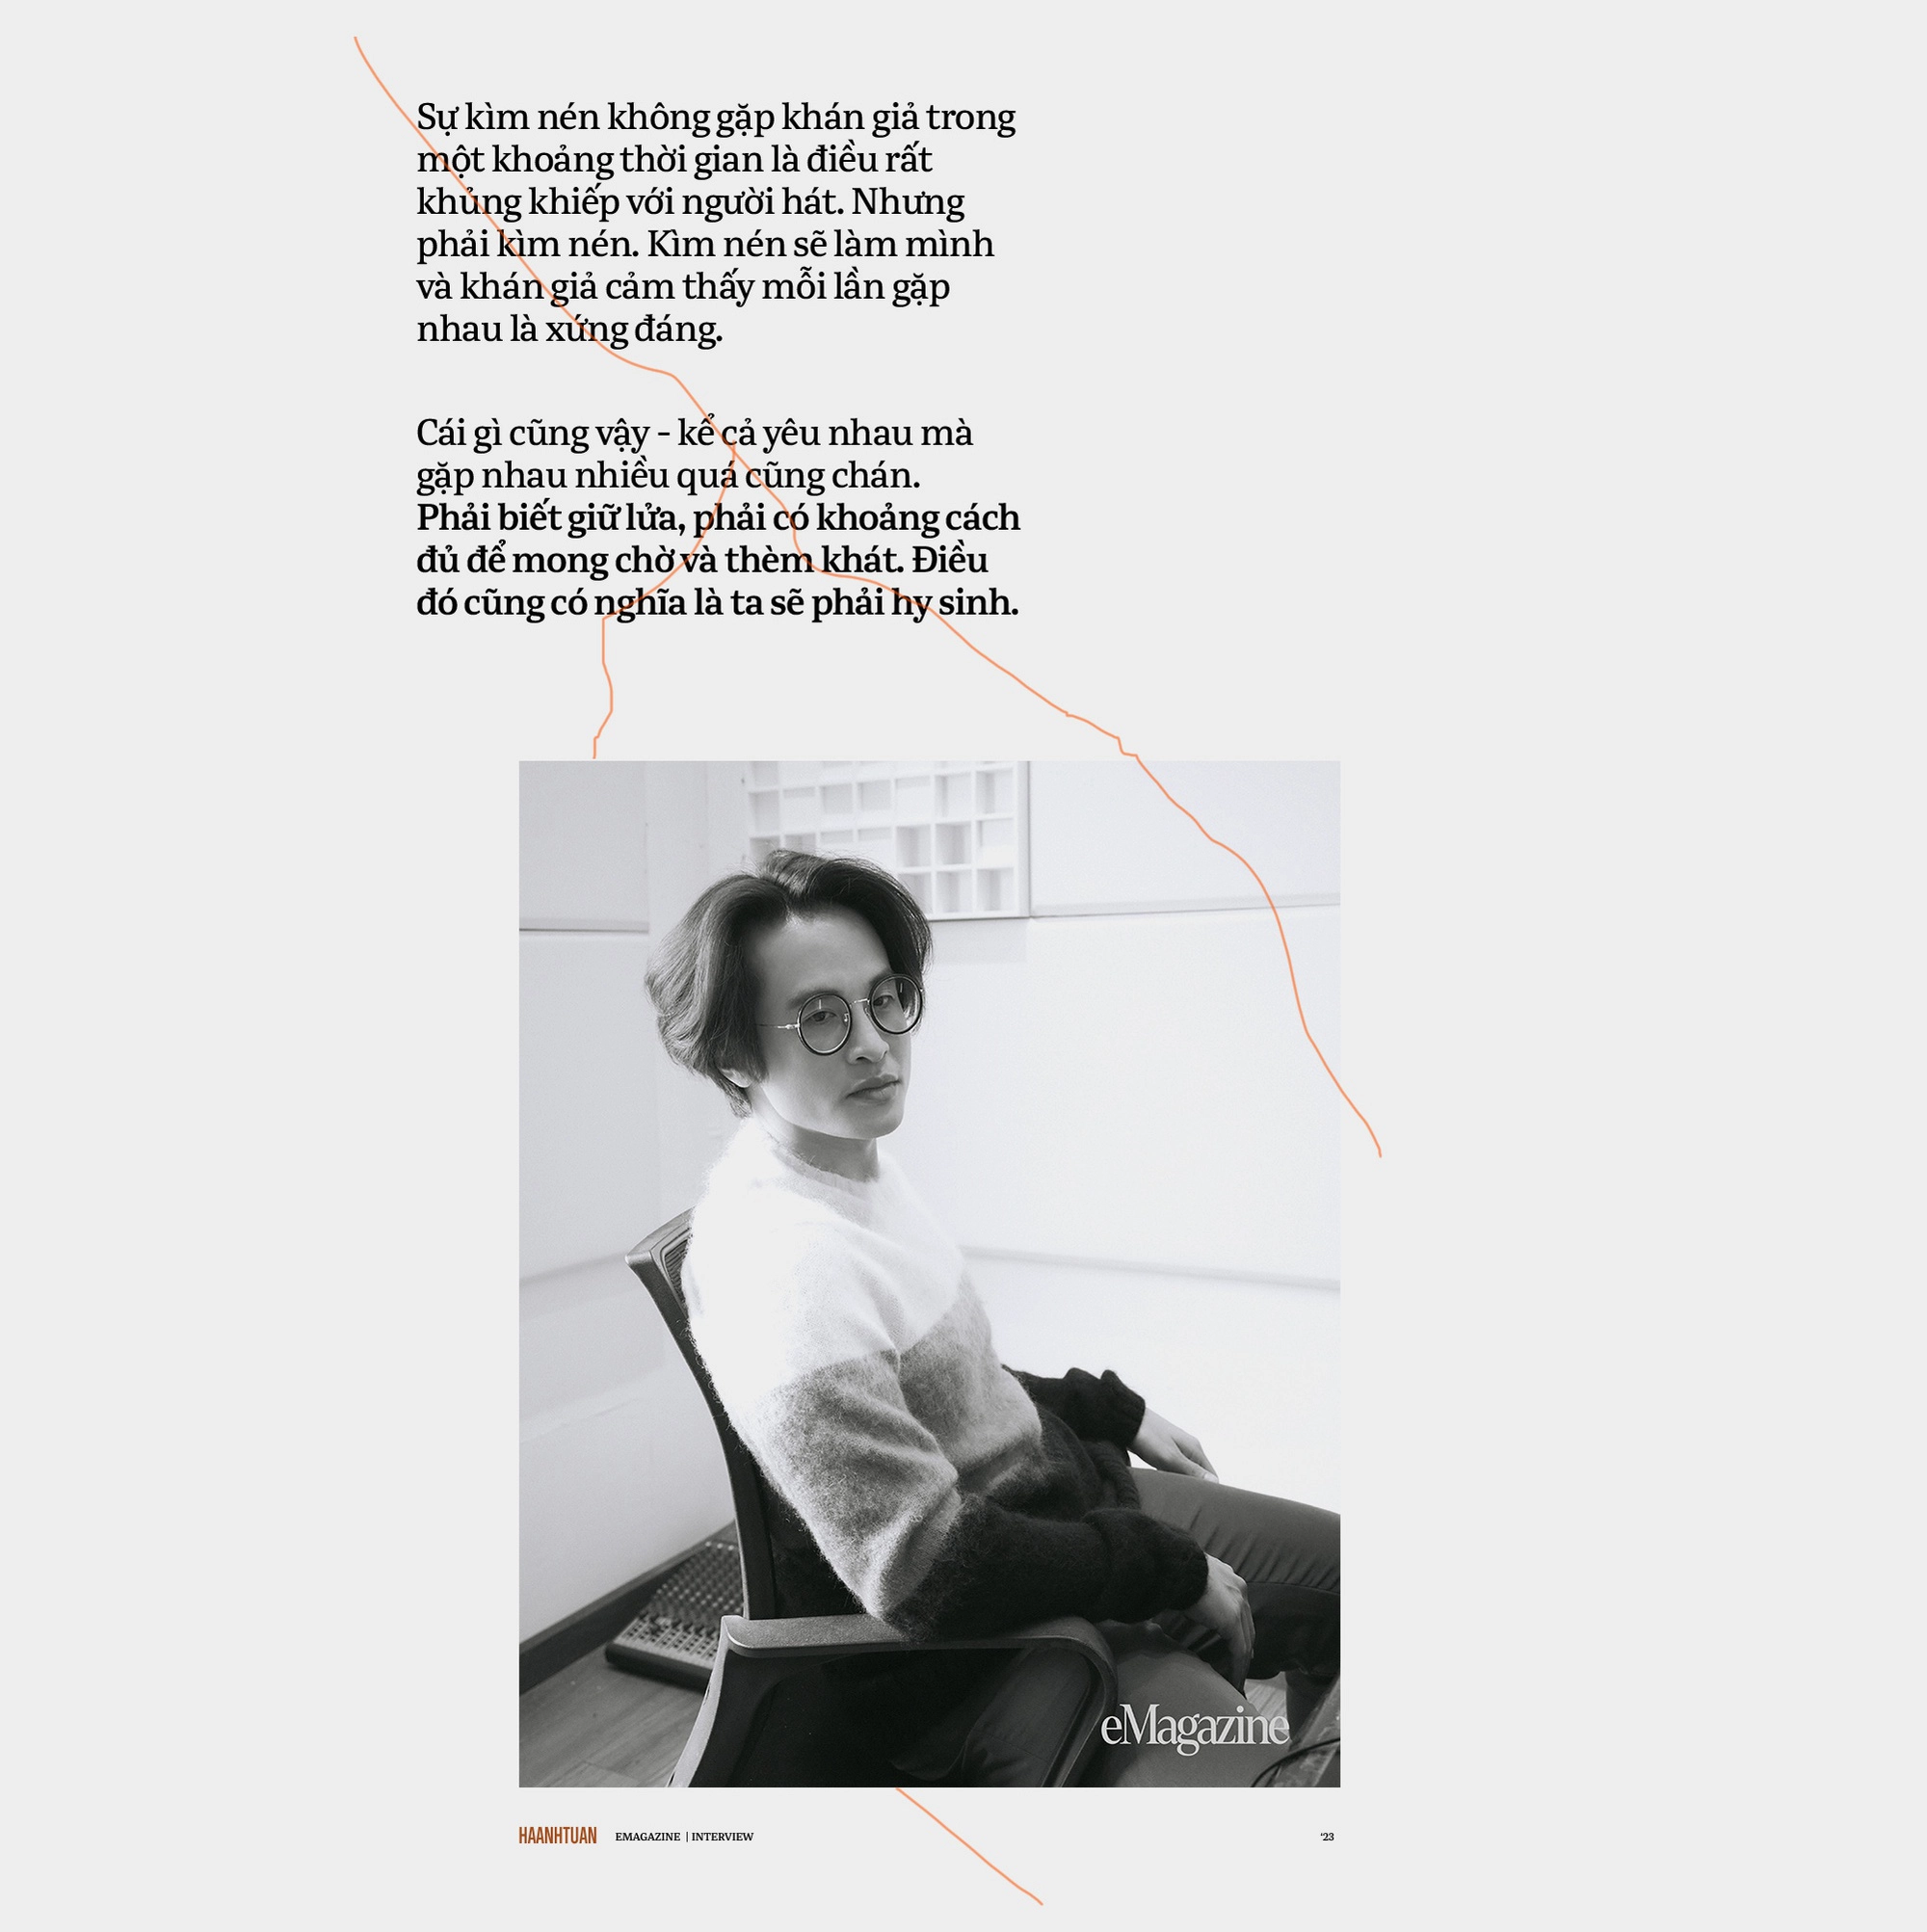 Sự kìm nén không gặp khán giả trong
một khoảng thời gian là điều rất
khủng khiếp với người hát. Nhưng
phải kìm nén. Kìm nén sẽ làm mình
và khán giả cảm thấy mỗi lần gặp
nhau là xứng đáng.
Cái gì cũng vậy - kể cả yêu nhau mà
gặp nhau nhiều quá cũng chán.
Phải biết giữ lửa, phải có khoảng cách
đủ để mong chờ và thèm khát. Điều
đó cũng có nghĩa là ta sẽ phải hy sinh.
eMagazine
HAANHTUAN EMAGAZINE | INTERVIEW '23